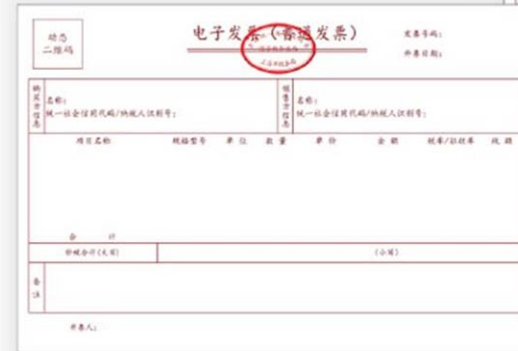 动态
二维码
电子发票（普通发票）
发票号码：
开票日期：
购买方信息
名称：
统一社会信用代码/纳税人识别号：
销售方信息
名称：
统一社会信用代码/纳税人识别号：
项目名称 规格型号 单位 数量 单价 金额 税率/征收率 税额
合计
价税合计(大写) (小写)
备注
开票人：